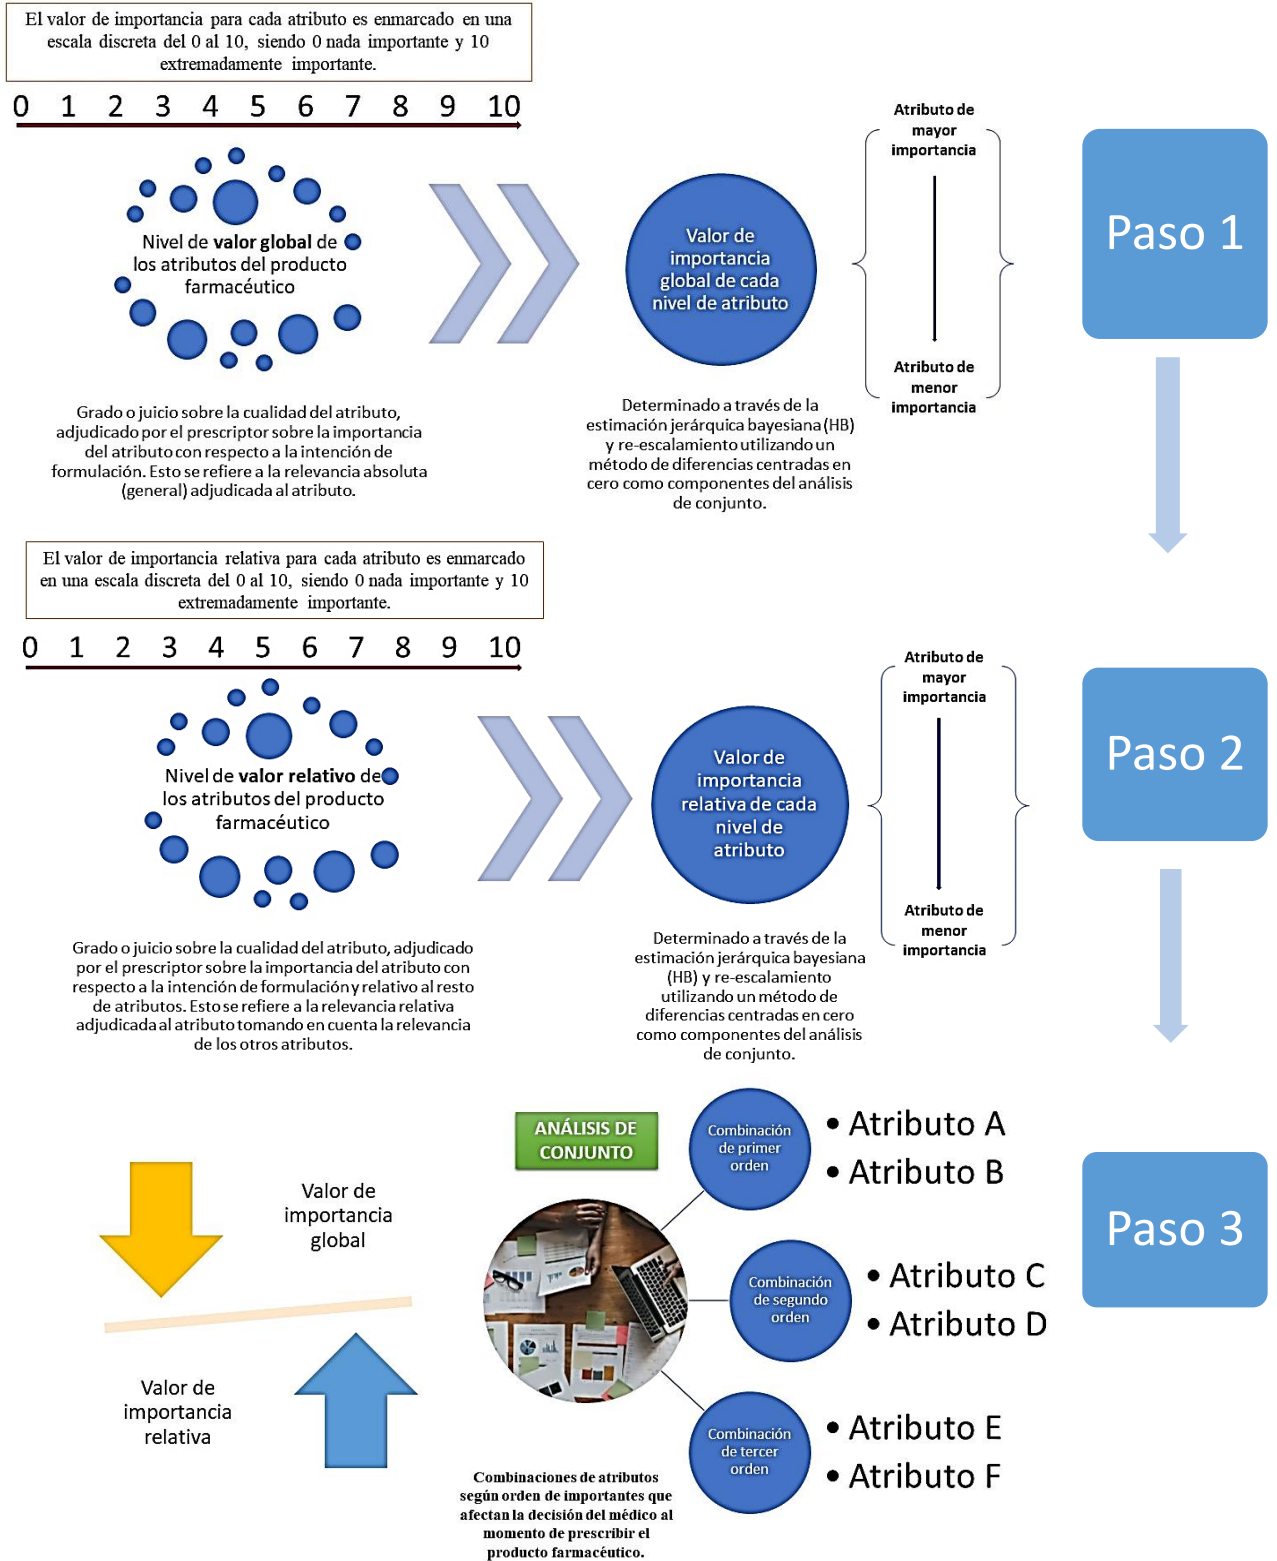 El valor de importancia para cada atributo es enmarcado en una
escala discreta del 0 al 10, siendo 0 nada importante y 10
extremadamente importante.
0 1 2 3 4 5 6 7 8 9 10
Nivel de valor global de
los atributos del producto
farmacéutico
Grado o juicio sobre la cualidad del atributo,
adjudicado por el prescriptor sobre la importancia
del atributo con respecto a la intención de
formulación. Esto se refiere a la relevancia absoluta
(general) adjudicada al atributo.
Valor de
importancia
global de cada
nivel de atributo
Determinado a través de la
estimación jerárquica bayesiana (HB)
y re-escalamiento utilizando un
método de diferencias centradas en
cero como componentes del análisis
de conjunto.
Atributo de
mayor
importancia
Atributo de
menor
importancia
Paso 1
El valor de importancia relativa para cada atributo es enmarcado
en una escala discreta del 0 al 10, siendo 0 nada importante y 10
extremadamente importante.
0 1 2 3 4 5 6 7 8 9 10
Nivel de valor relativo de
los atributos del producto
farmacéutico
Grado o juicio sobre la cualidad del atributo, adjudicado
por el prescriptor sobre la importancia del atributo con
respecto a la intención de formulación y relativo al resto
de atributos. Esto se refiere a la relevancia relativa
adjudicada al atributo tomando en cuenta la relevancia
de los otros atributos.
Valor de
importancia
relativa de cada
nivel de
atributo
Determinado a través de la
estimación jerárquica bayesiana
(HB) y re-escalamiento
utilizando un método de
diferencias centradas en cero
como componentes del análisis
de conjunto.
Atributo de
mayor
importancia
Atributo de
menor
importancia
Paso 2
Valor de
importancia
global
Valor de
importancia
relativa
ANÁLISIS DE
CONJUNTO
Combinación
de primer
orden
• Atributo A
• Atributo B
Combinación
de segundo
orden
• Atributo C
• Atributo D
Combinación
de tercer
orden
• Atributo E
• Atributo F
Combinaciones de atributos
según orden de importantes que
afectan la decisión del médico al
momento de prescribir el
producto farmacéutico.
Paso 3